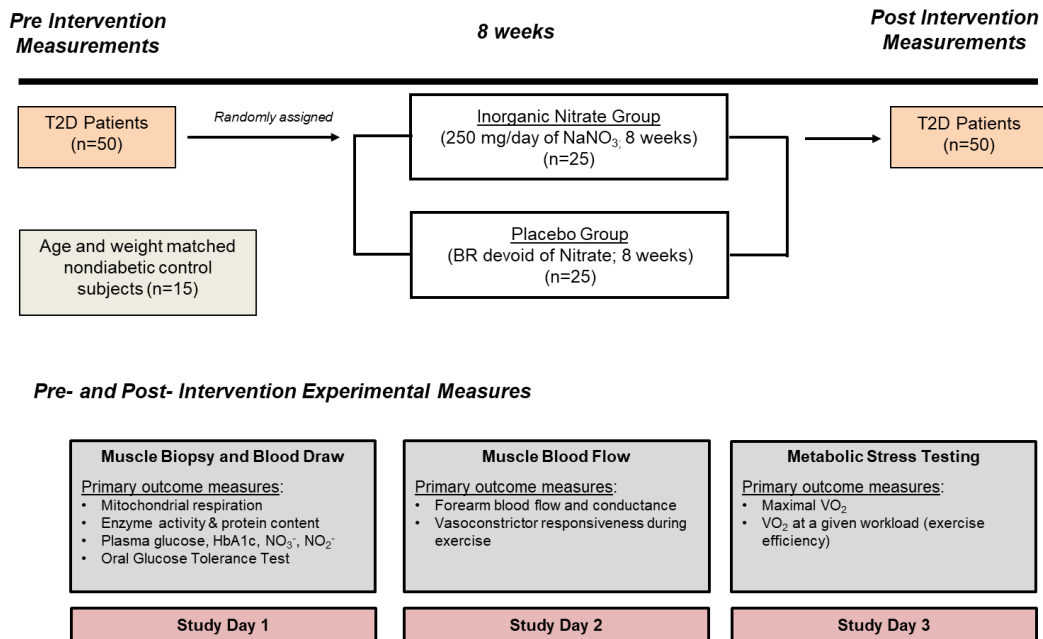 Pre Intervention
Measurements
8 weeks
Post Intervention
Measurements
T2D Patients
(n=50)
Randomly assigned
Inorganic Nitrate Group
(250 mg/day of NaNO₃; 8 weeks)
(n=25)
T2D Patients
(n=50)
Age and weight matched
nondiabetic control
subjects (n=15)
Placebo Group
(BR devoid of Nitrate; 8 weeks)
(n=25)
Pre- and Post- Intervention Experimental Measures
Muscle Biopsy and Blood Draw
Primary outcome measures:
• Mitochondrial respiration
• Enzyme activity & protein content
• Plasma glucose, HbA1c, NO₃⁻, NO₂⁻
• Oral Glucose Tolerance Test
Muscle Blood Flow
Primary outcome measures:
• Forearm blood flow and conductance
• Vasoconstrictor responsiveness during
exercise
Metabolic Stress Testing
Primary outcome measures:
• Maximal VO₂
• VO₂ at a given workload (exercise
efficiency)
Study Day 1
Study Day 2
Study Day 3